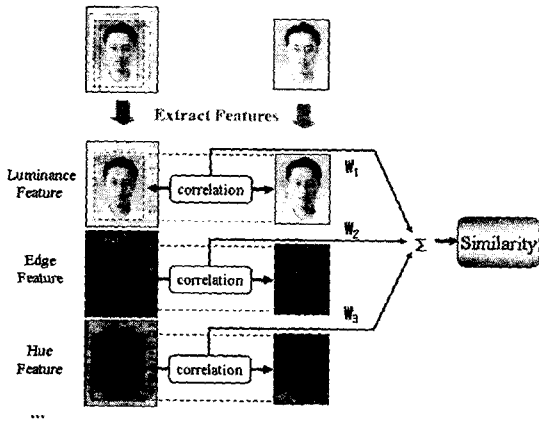 Extract Features
Luminance
Feature
correlation
W1
Edge
Feature
correlation
W2
Σ
Similarity
Hue
Feature
correlation
W3
...